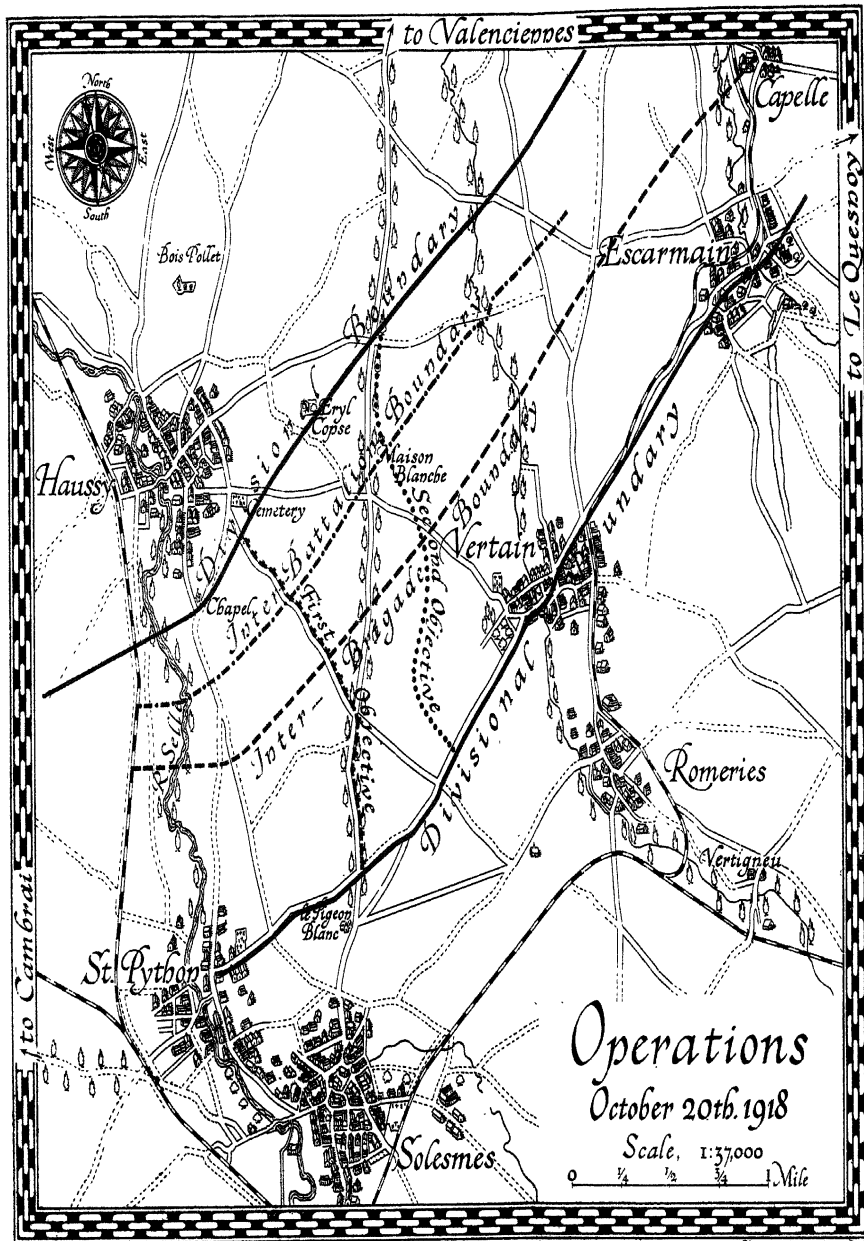 to Valenciennes
Capelle
North
West
East
South
Bois Pollet
Escarmain
to Le Quesnoy
Boundary
Division
Eryl
Copse
Haussy
Cemetery
Maison
Blanche
Inter-Battalion Boundary
Second Objective
Vertain
Chapel
First Objective
Inter-Brigade Boundary
R. Selle
Divisional Boundary
Romeries
Vertigneu
to Cambrai
le Pigeon
Blanc
St. Python
Solesmes
Operations
October 20th. 1918
Scale, 1:37,000
0 1/4 1/2 3/4 1 Mile